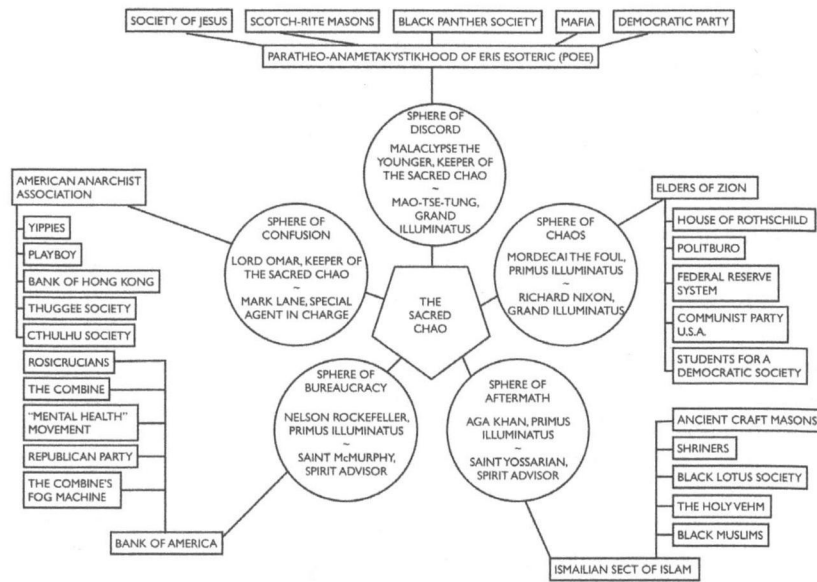 SOCIETY OF JESUS
SCOTCH-RITE MASONS
BLACK PANTHER SOCIETY
MAFIA
DEMOCRATIC PARTY
PARATHEO-ANAMETAKYSTIKHOOD OF ERIS ESOTERIC (POEE)
SPHERE OF
DISCORD
MALACLYPSE THE
YOUNGER, KEEPER OF
THE SACRED CHAO
~
MAO-TSE-TUNG,
GRAND
ILLUMINATUS
AMERICAN ANARCHIST
ASSOCIATION
YIPPIES
PLAYBOY
BANK OF HONG KONG
THUGGEE SOCIETY
CTHULHU SOCIETY
SPHERE OF
CONFUSION
LORD OMAR, KEEPER OF
THE SACRED CHAO
~
MARK LANE, SPECIAL
AGENT IN CHARGE
THE
SACRED
CHAO
SPHERE OF
CHAOS
MORDECAI THE FOUL,
PRIMUS ILLUMINATUS
~
RICHARD NIXON,
GRAND ILLUMINATUS
ELDERS OF ZION
HOUSE OF ROTHSCHILD
POLITBURO
FEDERAL RESERVE
SYSTEM
COMMUNIST PARTY
U.S.A.
STUDENTS FOR A
DEMOCRATIC SOCIETY
ROSICRUCIANS
THE COMBINE
"MENTAL HEALTH"
MOVEMENT
REPUBLICAN PARTY
THE COMBINE'S
FOG MACHINE
BANK OF AMERICA
SPHERE OF
BUREAUCRACY
NELSON ROCKEFELLER,
PRIMUS ILLUMINATUS
~
SAINT McMURPHY,
SPIRIT ADVISOR
SPHERE OF
AFTERMATH
AGA KHAN, PRIMUS
ILLUMINATUS
~
SAINT YOSSARIAN,
SPIRIT ADVISOR
ANCIENT CRAFT MASONS
SHRINERS
BLACK LOTUS SOCIETY
THE HOLY VEHM
BLACK MUSLIMS
ISMAILIAN SECT OF ISLAM